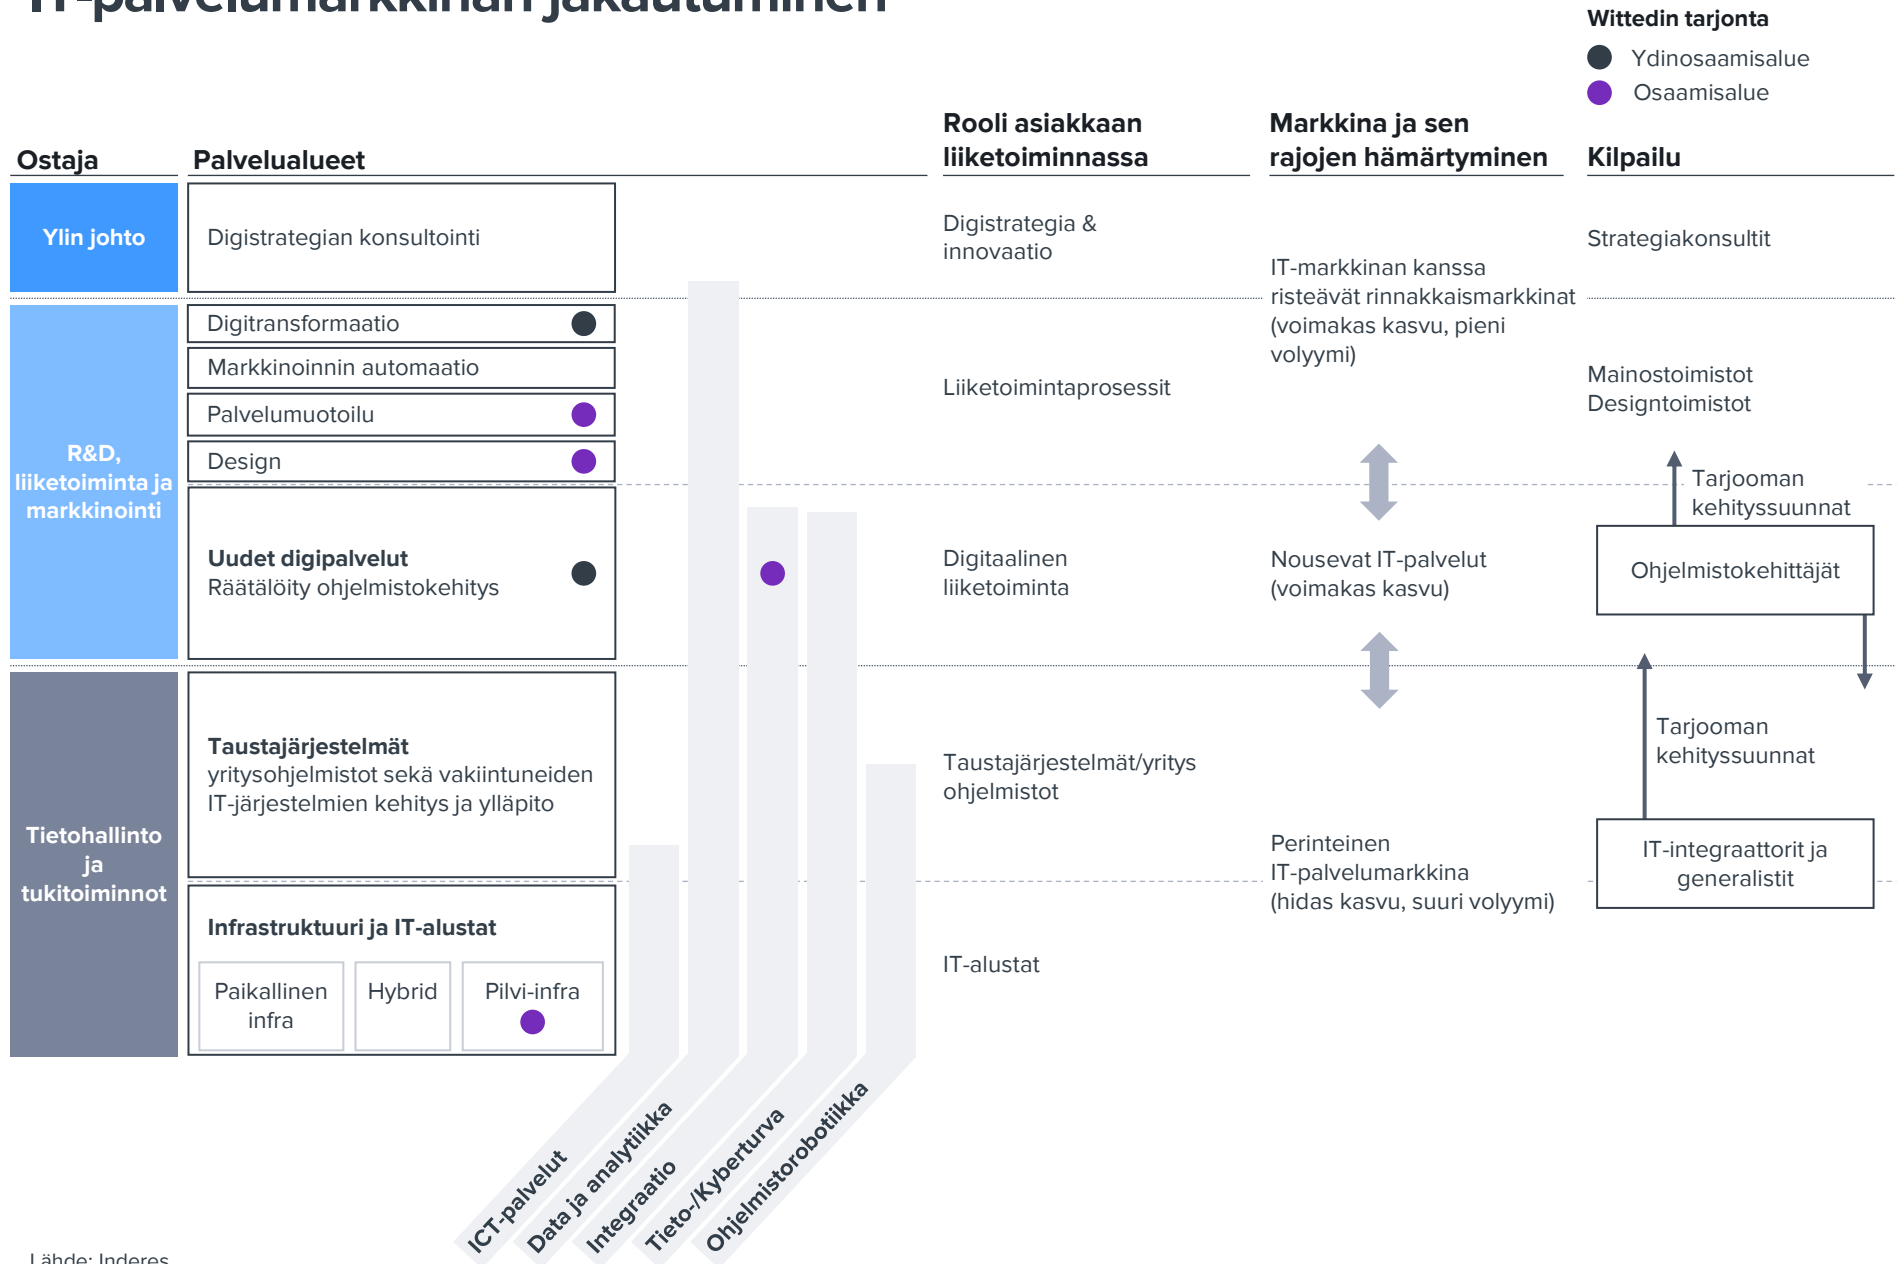 IT-palvelumarkkinan jakautuminen
Wittedin tarjonta
Ydinosaamisalue
Osaamisalue
Ostaja
Palvelualueet
Rooli asiakkaan
liiketoiminnassa
Markkina ja sen
rajojen hämärtyminen
Kilpailu
Ylin johto
Digistrategian konsultointi
Digistrategia &
innovaatio
IT-markkinan kanssa
risteävät rinnakkaismarkkinat
(voimakas kasvu, pieni
volyymi)
Strategiakonsultit
R&D,
liiketoiminta ja
markkinointi
Digitransformaatio
Markkinoinnin automaatio
Palvelumuotoilu
Design
Liiketoimintaprosessit
Mainostoimistot
Designtoimistot
Tarjooman
kehityssuunnat
Uudet digipalvelut
Räätälöity ohjelmistokehitys
Digitaalinen
liiketoiminta
Nousevat IT-palvelut
(voimakas kasvu)
Ohjelmistokehittäjät
Tietohallinto
ja
tukitoiminnot
Taustajärjestelmät
yritysohjelmistot sekä vakiintuneiden
IT-järjestelmien kehitys ja ylläpito
Taustajärjestelmät/yritys
ohjelmistot
Tarjooman
kehityssuunnat
Perinteinen
IT-palvelumarkkina
(hidas kasvu, suuri volyymi)
IT-integraattorit ja
generalistit
Infrastruktuuri ja IT-alustat
Paikallinen
infra
Hybrid
Pilvi-infra
IT-alustat
ICT-palvelut
Data ja analytiikka
Integraatio
Tieto-/Kyberturva
Ohjelmistorobotiikka
Lähde: Inderes